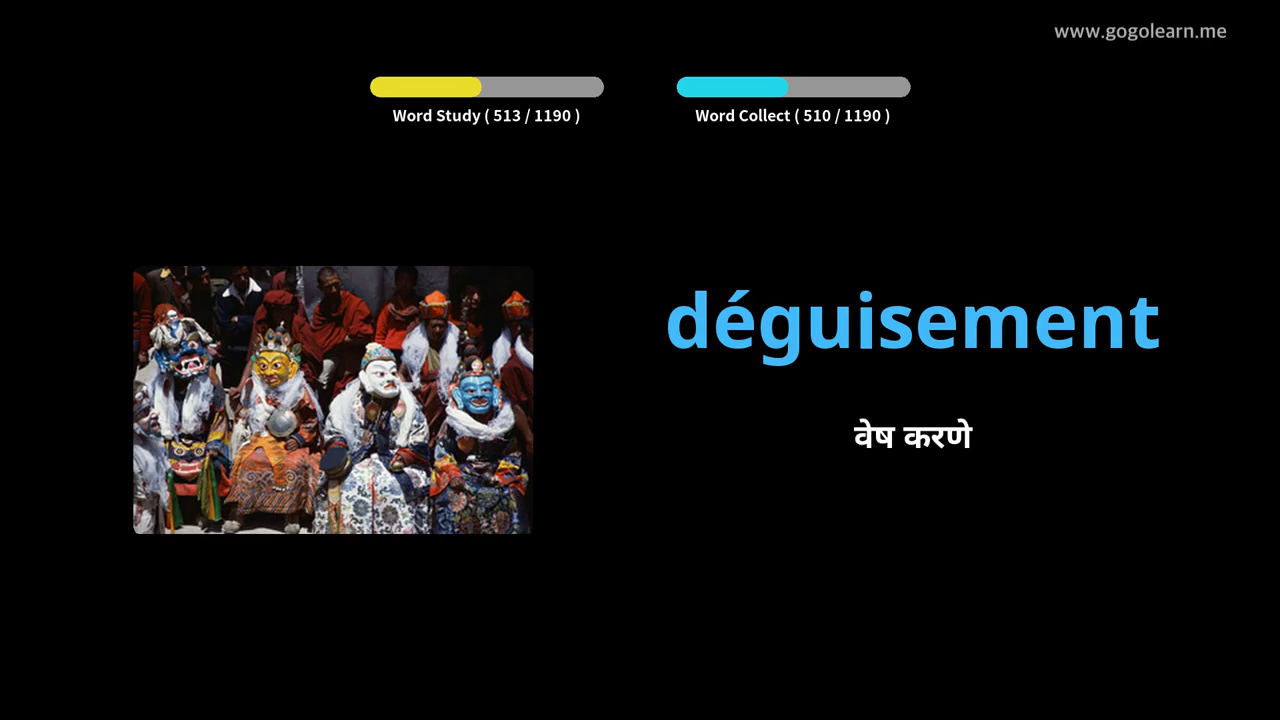 www.gogolearn.me
Word Study ( 513 / 1190 )
Word Collect ( 510 / 1190 )
déguisement
वेष करणे